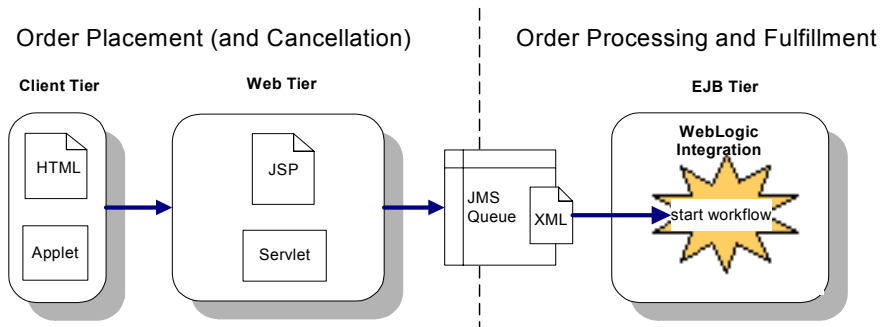 Order Placement (and Cancellation)
Order Processing and Fulfillment
Client Tier
Web Tier
EJB Tier
HTML
Applet
JSP
Servlet
JMS
Queue
XML
WebLogic
Integration
start workflow